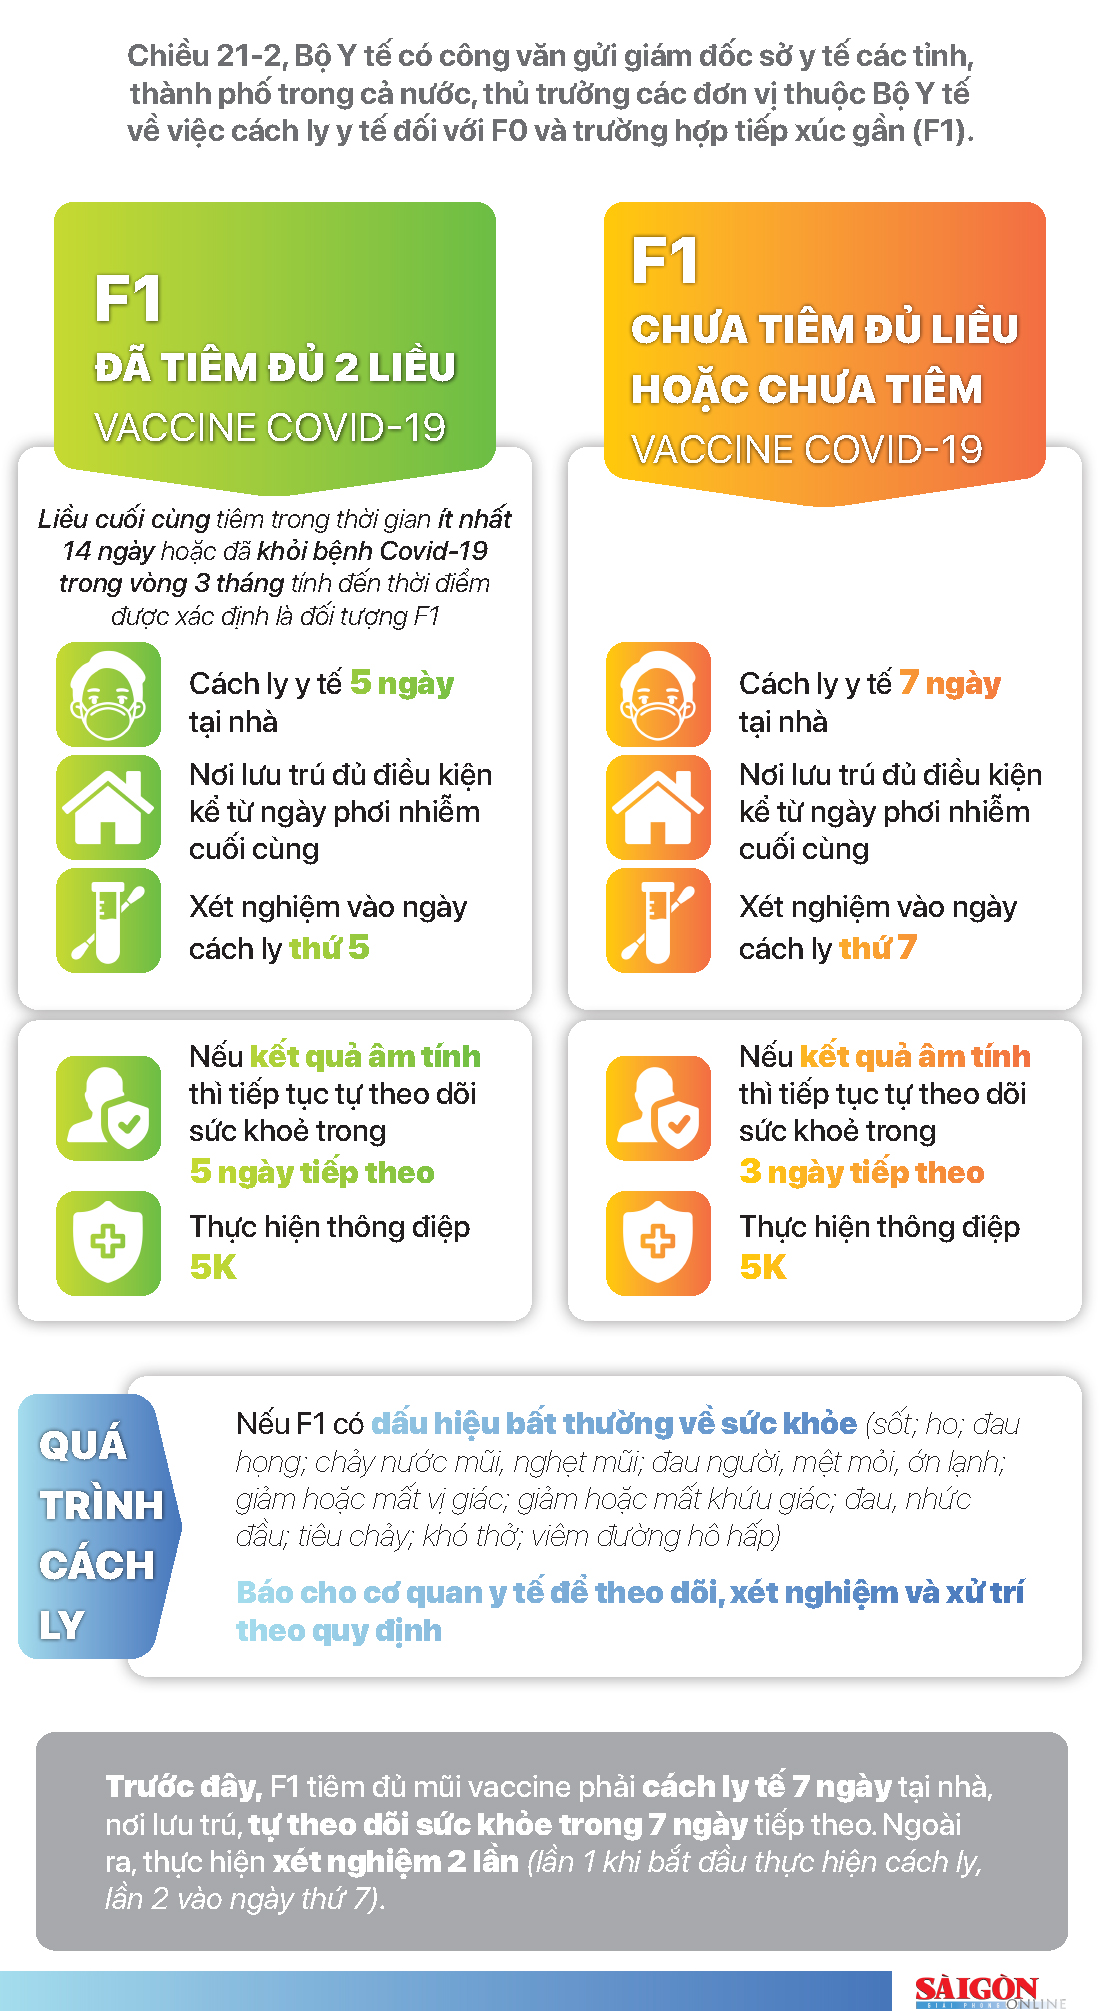 Chiều 21-2, Bộ Y tế có công văn gửi giám đốc sở y tế các tỉnh,
thành phố trong cả nước, thủ trưởng các đơn vị thuộc Bộ Y tế
về việc cách ly y tế đối với F0 và trường hợp tiếp xúc gần (F1).
F1
ĐÃ TIÊM ĐỦ 2 LIỀU
VACCINE COVID-19
Liều cuối cùng tiêm trong thời gian ít nhất
14 ngày hoặc đã khỏi bệnh Covid-19
trong vòng 3 tháng tính đến thời điểm
được xác định là đối tượng F1
Cách ly y tế 5 ngày
tại nhà
Nơi lưu trú đủ điều kiện
kể từ ngày phơi nhiễm
cuối cùng
Xét nghiệm vào ngày
cách ly thứ 5
Nếu kết quả âm tính
thì tiếp tục tự theo dõi
sức khoẻ trong
5 ngày tiếp theo
Thực hiện thông điệp
5K
F1
CHƯA TIÊM ĐỦ LIỀU
HOẶC CHƯA TIÊM
VACCINE COVID-19
Cách ly y tế 7 ngày
tại nhà
Nơi lưu trú đủ điều kiện
kể từ ngày phơi nhiễm
cuối cùng
Xét nghiệm vào ngày
cách ly thứ 7
Nếu kết quả âm tính
thì tiếp tục tự theo dõi
sức khoẻ trong
3 ngày tiếp theo
Thực hiện thông điệp
5K
QUÁ
TRÌNH
CÁCH
LY
Nếu F1 có dấu hiệu bất thường về sức khỏe (sốt; ho; đau
họng; chảy nước mũi, nghẹt mũi; đau người, mệt mỏi, ớn lạnh;
giảm hoặc mất vị giác; giảm hoặc mất khứu giác; đau, nhức
đầu; tiêu chảy; khó thở; viêm đường hô hấp)
Báo cho cơ quan y tế để theo dõi, xét nghiệm và xử trí
theo quy định
Trước đây, F1 tiêm đủ mũi vaccine phải cách ly tế 7 ngày tại nhà,
nơi lưu trú, tự theo dõi sức khỏe trong 7 ngày tiếp theo. Ngoài
ra, thực hiện xét nghiệm 2 lần (lần 1 khi bắt đầu thực hiện cách ly,
lần 2 vào ngày thứ 7).
SÀIGÒN
GIẢI PHÓNG ONLINE